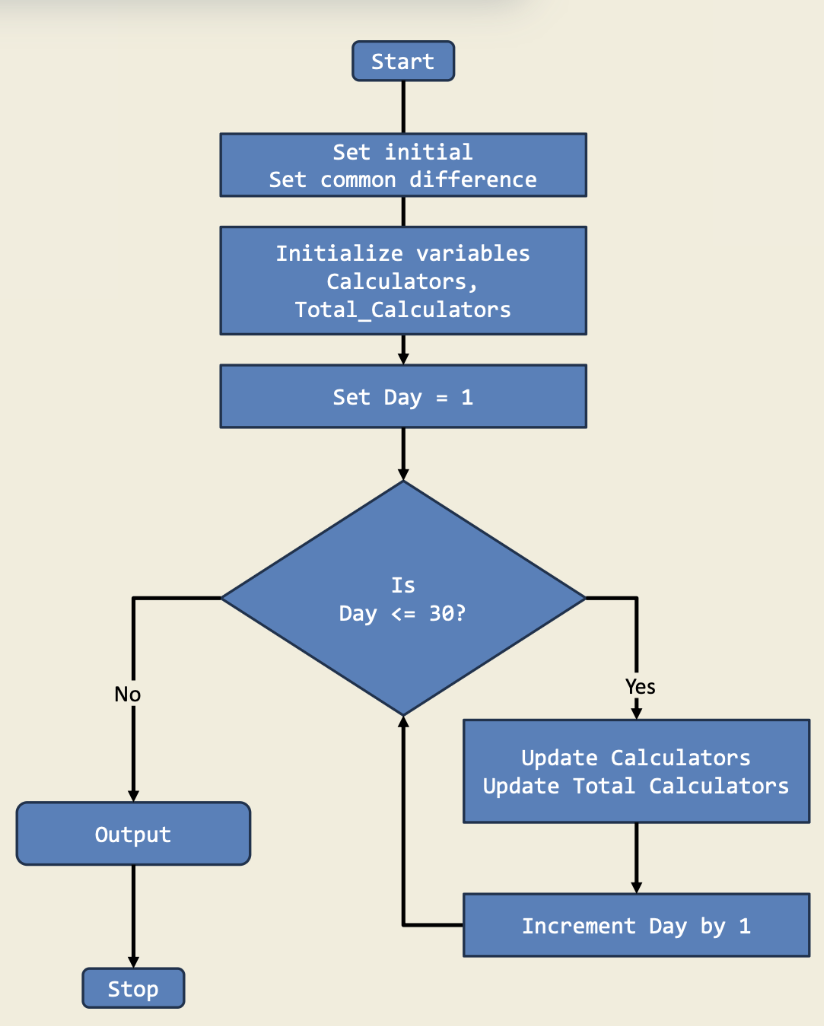 Start
Set initial
Set common difference
Initialize variables
Calculators,
Total_Calculators
Set Day = 1
Is
Day <= 30?
No
Yes
Update Calculators
Update Total Calculators
Output
Increment Day by 1
Stop